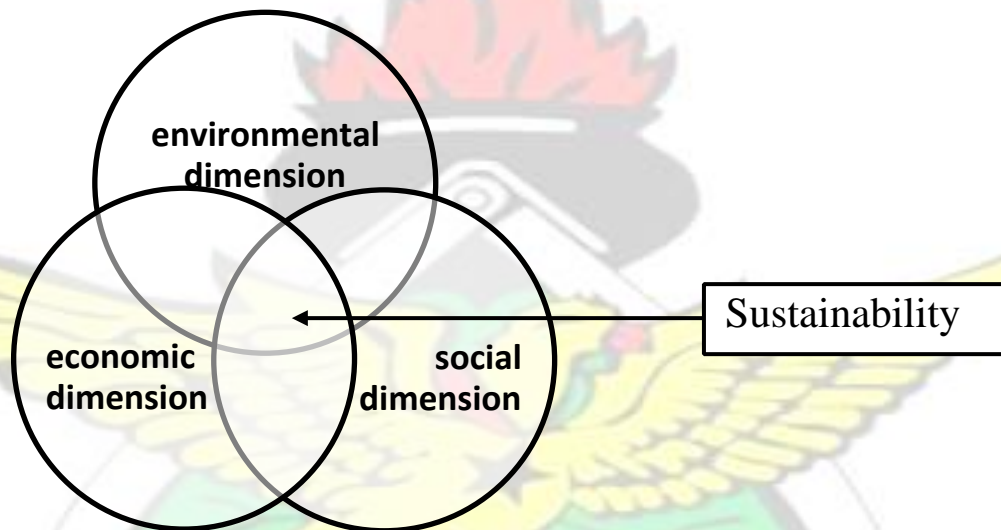 environmental
dimension
Sustainability
economic
dimension
social
dimension